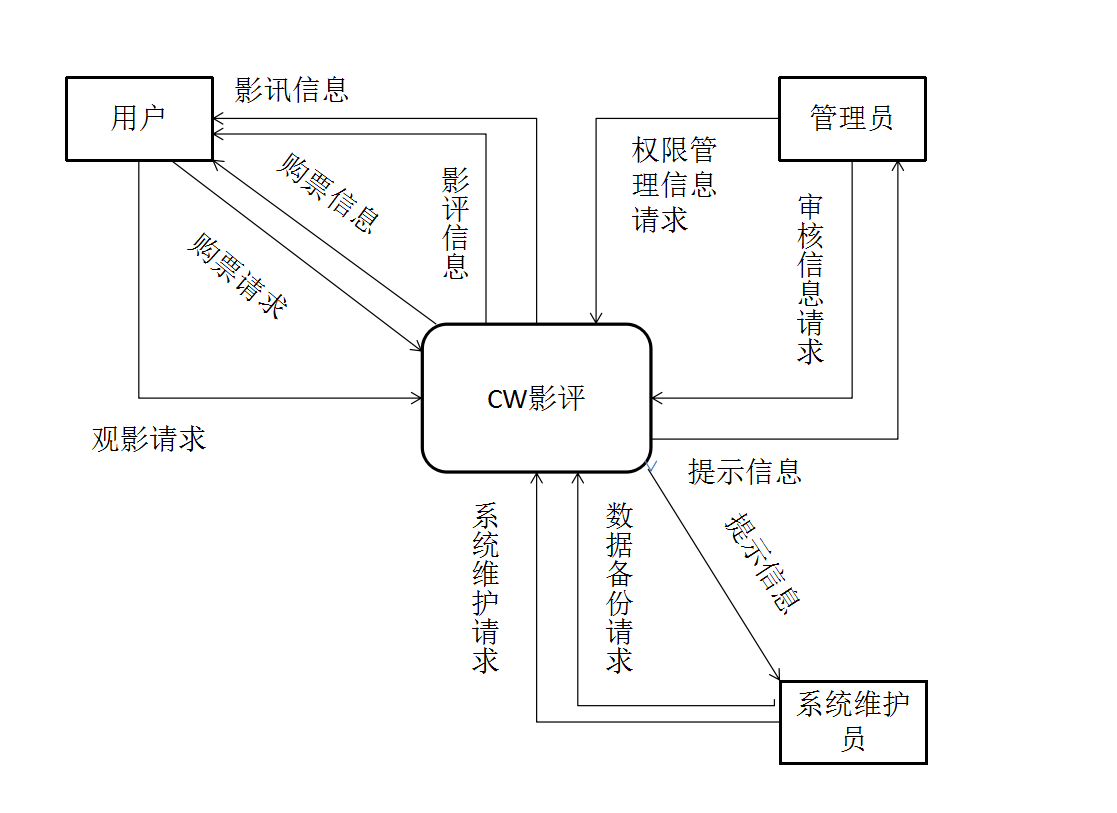 影讯信息
用户
管理员
购票信息
影评信息
权限管
理信息
请求
审核信息请求
购票请求
CW影评
观影请求
提示信息
系统维护请求
数据备份请求
提示信息
系统维护
员